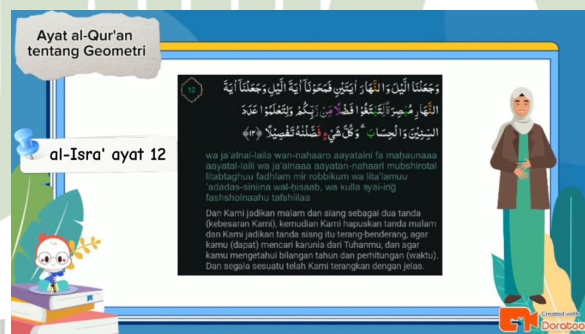 Ayat al-Qur'an
tentang Geometri
al-Isra' ayat 12
12
وَجَعَلْنَا الَّيْلَ وَالنَّهَارَ اٰيَتَيْنِ فَمَحَوْنَآ اٰيَةَ الَّيْلِ وَجَعَلْنَآ اٰيَةَ
النَّهَارِ مُبْصِرَةً لِّتَبْتَغُوْا فَضْلًا مِّنْ رَّبِّكُمْ وَلِتَعْلَمُوْا عَدَدَ
السِّنِيْنَ وَالْحِسَابَۗ وَكُلَّ شَيْءٍ فَصَّلْنٰهُ تَفْصِيْلًا ﴿١٢﴾
wa ja'alnal-laila wan-nahaaro aayataini fa mahaunaaa
aayatal-laili wa ja'alnaaa aayatan-nahaari mubshirotal
litabtaghuu fadhlam mir robbikum wa lita'lamuu
'adadas-siniina wal-hisaab, wa kulla syai-ing
fashsholnaahu tafshiilaa
Dan Kami jadikan malam dan siang sebagai dua tanda
(kebesaran Kami), kemudian Kami hapuskan tanda malam
dan Kami jadikan tanda siang itu terang-benderang, agar
kamu (dapat) mencari karunia dari Tuhanmu, dan agar
kamu mengetahui bilangan tahun dan perhitungan (waktu).
Dan segala sesuatu telah Kami terangkan dengan jelas.
Created with
Doratoo